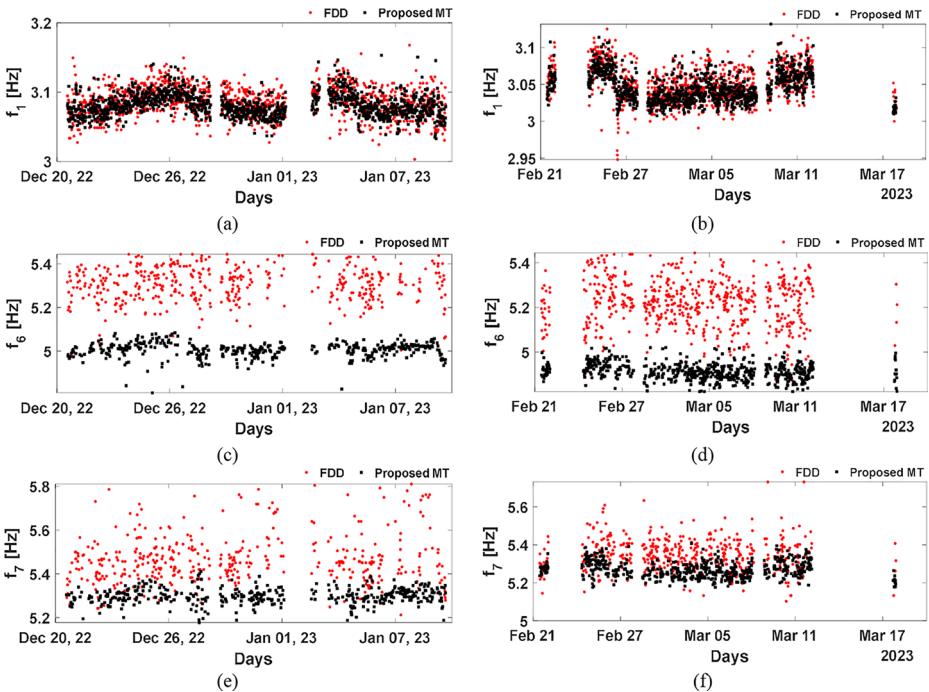 FDD Proposed MT
3.2
3.1
3
f1 [Hz]
Dec 20, 22 Dec 26, 22 Jan 01, 23 Jan 07, 23
Days
(a)
FDD Proposed MT
3.1
3.05
3
2.95
f1 [Hz]
Feb 21 Feb 27 Mar 05 Mar 11 Mar 17
Days 2023
(b)
FDD Proposed MT
5.4
5.2
5
f6 [Hz]
Dec 20, 22 Dec 26, 22 Jan 01, 23 Jan 07, 23
Days
(c)
FDD Proposed MT
5.4
5.2
5
f6 [Hz]
Feb 21 Feb 27 Mar 05 Mar 11 Mar 17
Days 2023
(d)
FDD Proposed MT
5.8
5.6
5.4
5.2
f7 [Hz]
Dec 20, 22 Dec 26, 22 Jan 01, 23 Jan 07, 23
Days
(e)
FDD Proposed MT
5.6
5.4
5.2
5
f7 [Hz]
Feb 21 Feb 27 Mar 05 Mar 11 Mar 17
Days 2023
(f)